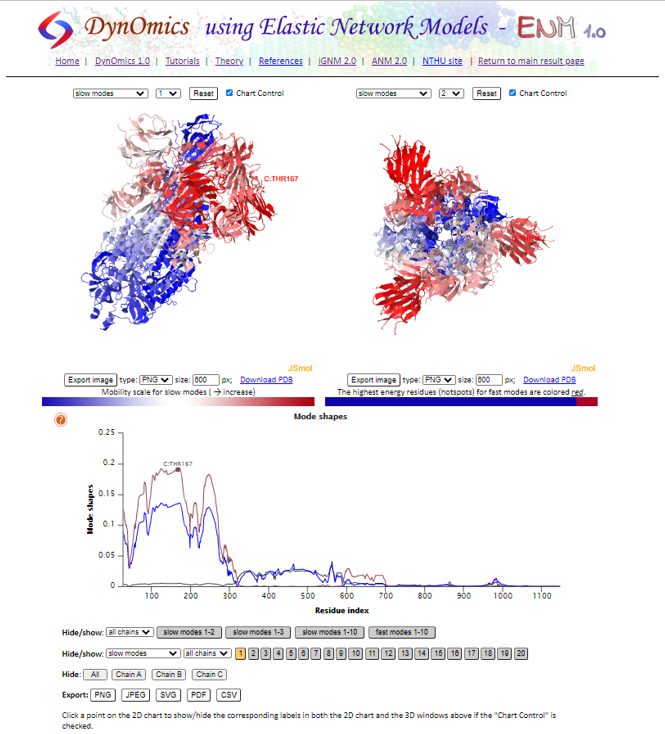 DynOmics using Elastic Network Models - ENM 1.0
Home | DynOmics 1.0 | Tutorials | Theory | References | iGNM 2.0 | ANM 2.0 | NTHU site | Return to main result page
slow modes 1 Reset Chart Control slow modes 2 Reset Chart Control
C:THR167
JSmol JSmol
Export image type: PNG size: 600 px; Download PDB Export image type: PNG size: 600 px; Download PDB
Mobility scale for slow modes ( → increase) The highest energy residues (hotspots) for fast modes are colored red.
?
Mode shapes
0.25
C:THR167
0.2
0.15
0.1
0.05
0
Mode shapes
100 200 300 400 500 600 700 800 900 1000 1100
Residue index
Hide/show: all chains slow modes 1-2 slow modes 1-3 slow modes 1-10 fast modes 1-10
Hide/show: slow modes all chains 1 2 3 4 5 6 7 8 9 10 11 12 13 14 15 16 17 18 19 20
Hide: All Chain A Chain B Chain C
Export: PNG JPEG SVG PDF CSV
Click a point on the 2D chart to show/hide the corresponding labels in both the 2D chart and the 3D windows above if the "Chart Control" is
checked.